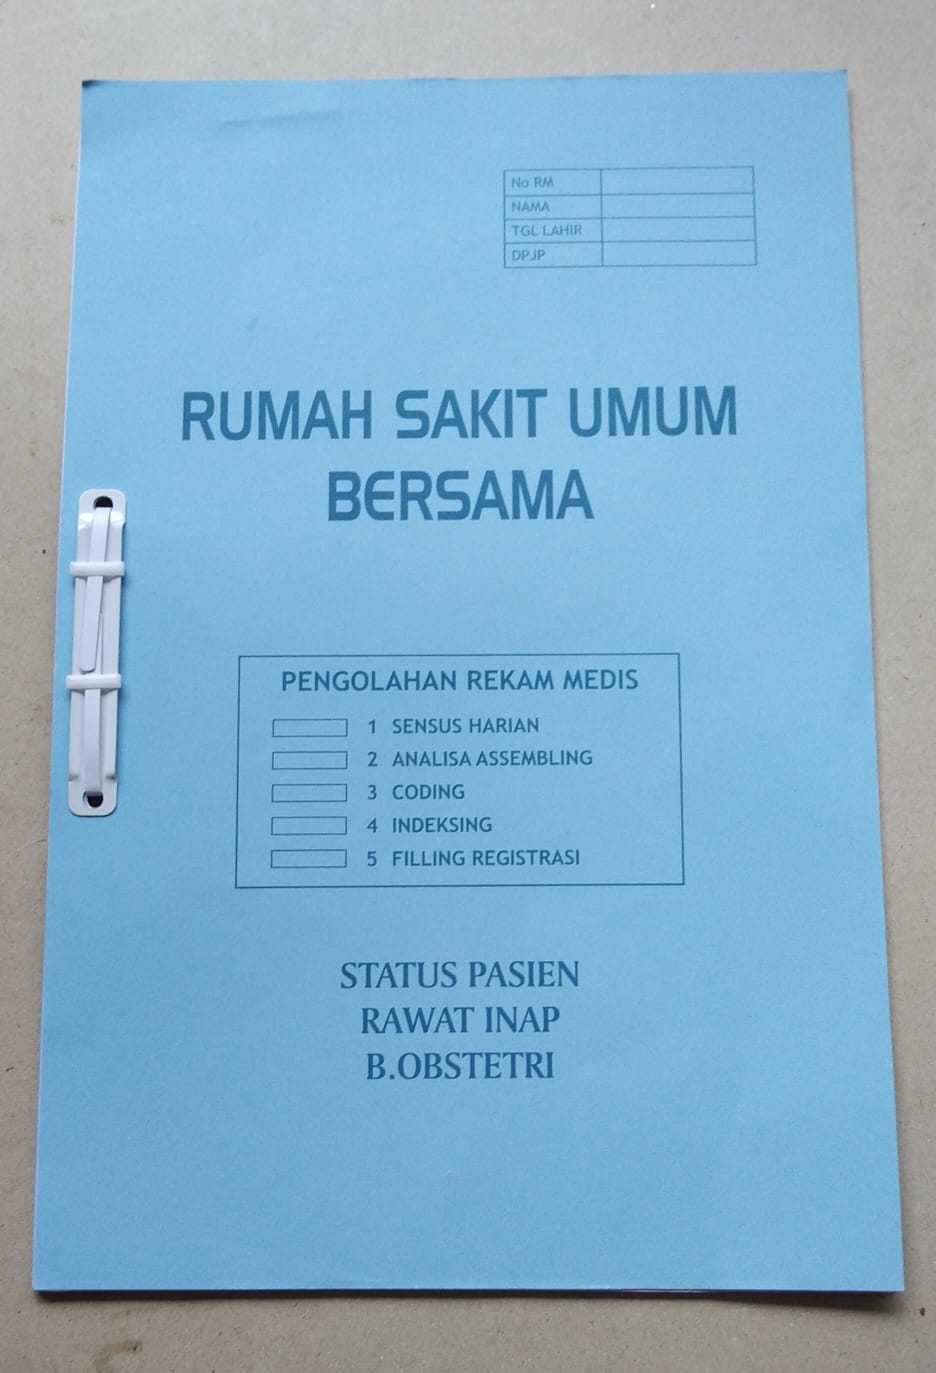 No RM
NAMA
TGL LAHIR
DPJP
RUMAH SAKIT UMUM
BERSAMA
PENGOLAHAN REKAM MEDIS
1 SENSUS HARIAN
2 ANALISA ASSEMBLING
3 CODING
4 INDEKSING
5 FILLING REGISTRASI
STATUS PASIEN
RAWAT INAP
B.OBSTETRI